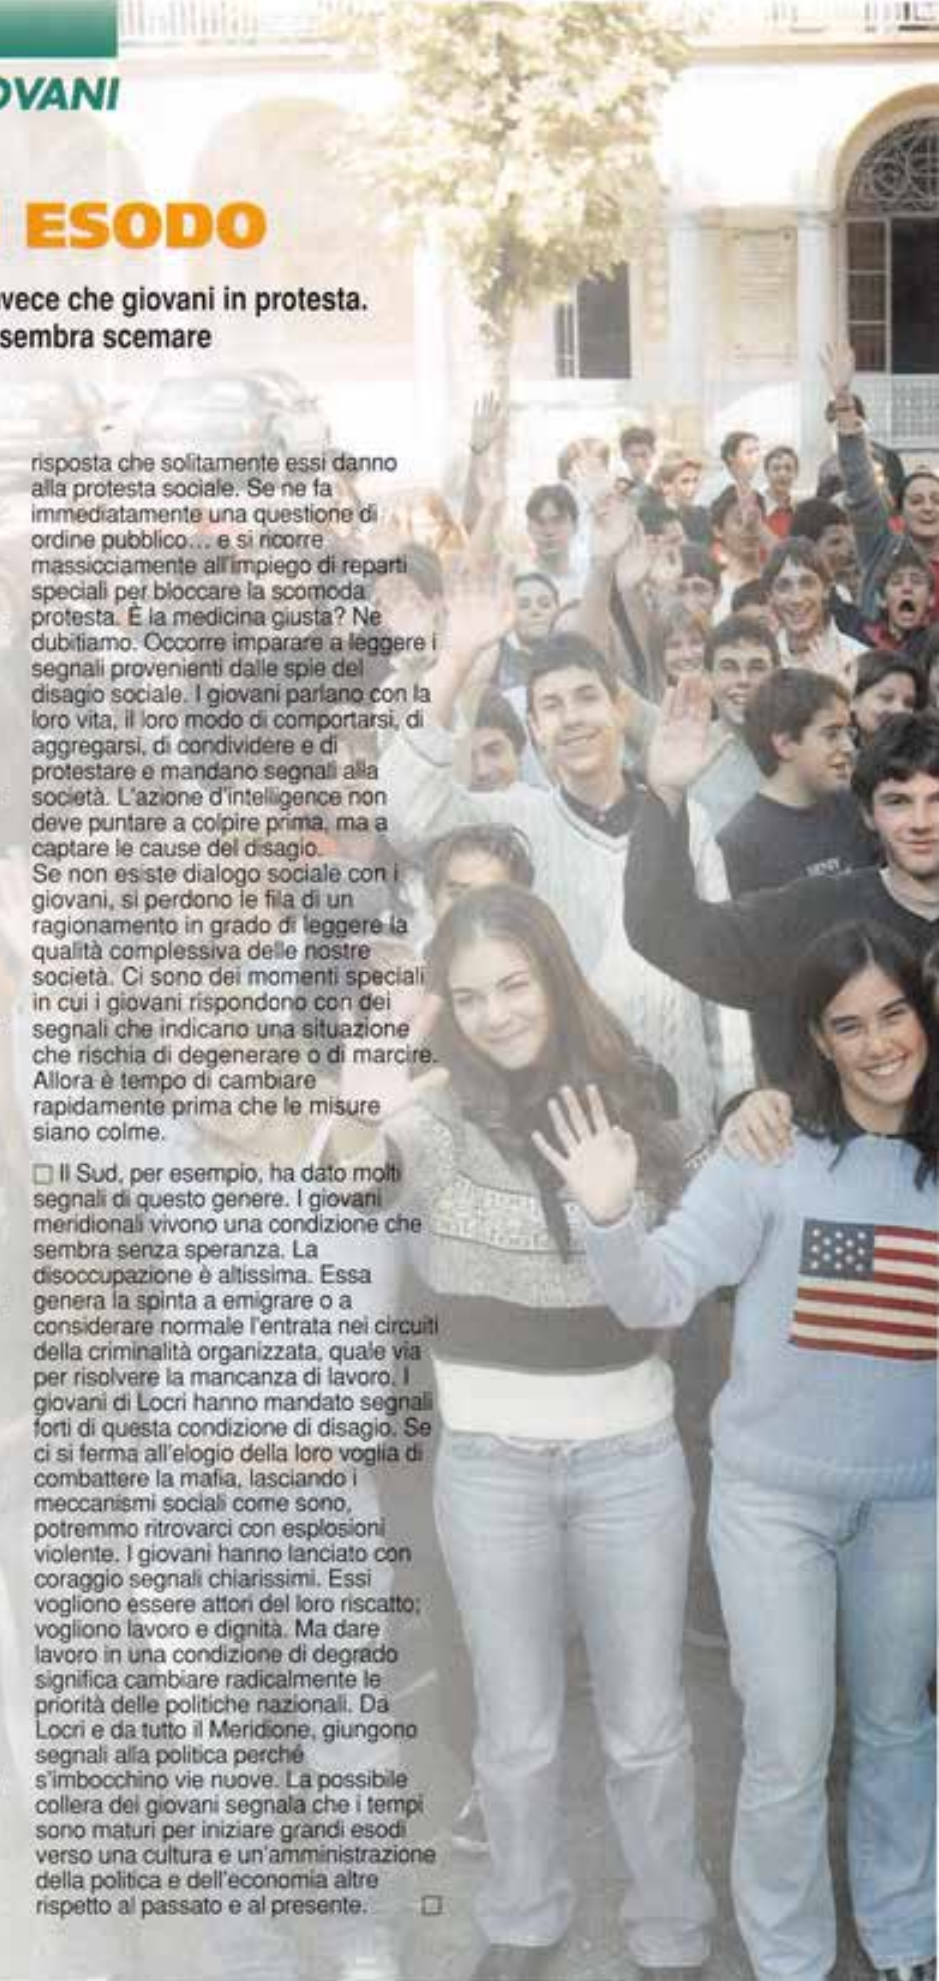 OVANI
ESODO
vece che giovani in protesta.
sembra scemare
risposta che solitamente essi danno
alla protesta sociale. Se ne fa
immediatamente una questione di
ordine pubblico... e si ricorre
massicciamente all'impiego di reparti
speciali per bloccare la scomoda
protesta. È la medicina giusta? Ne
dubitiamo. Occorre imparare a leggere i
segnali provenienti dalle spie del
disagio sociale. I giovani parlano con la
loro vita, il loro modo di comportarsi, di
aggregarsi, di condividere e di
protestare e mandano segnali alla
società. L'azione d'intelligence non
deve puntare a colpire prima, ma a
captare le cause del disagio.
Se non esiste dialogo sociale con i
giovani, si perdono le fila di un
ragionamento in grado di leggere la
qualità complessiva delle nostre
società. Ci sono dei momenti speciali
in cui i giovani rispondono con dei
segnali che indicano una situazione
che rischia di degenerare o di marcire.
Allora è tempo di cambiare
rapidamente prima che le misure
siano colme.
□ Il Sud, per esempio, ha dato molti
segnali di questo genere. I giovani
meridionali vivono una condizione che
sembra senza speranza. La
disoccupazione è altissima. Essa
genera la spinta a emigrare o a
considerare normale l'entrata nei circuiti
della criminalità organizzata, quale via
per risolvere la mancanza di lavoro. I
giovani di Locri hanno mandato segnali
forti di questa condizione di disagio. Se
ci si ferma all'elogio della loro voglia di
combattere la mafia, lasciando i
meccanismi sociali come sono,
potremmo ritrovarci con esplosioni
violente. I giovani hanno lanciato con
coraggio segnali chiarissimi. Essi
vogliono essere attori del loro riscatto;
vogliono lavoro e dignità. Ma dare
lavoro in una condizione di degrado
significa cambiare radicalmente le
priorità delle politiche nazionali. Da
Locri e da tutto il Meridione, giungono
segnali alla politica perché
s'imbocchino vie nuove. La possibile
collera dei giovani segnala che i tempi
sono maturi per iniziare grandi esodi
verso una cultura e un'amministrazione
della politica e dell'economia altre
rispetto al passato e al presente. □